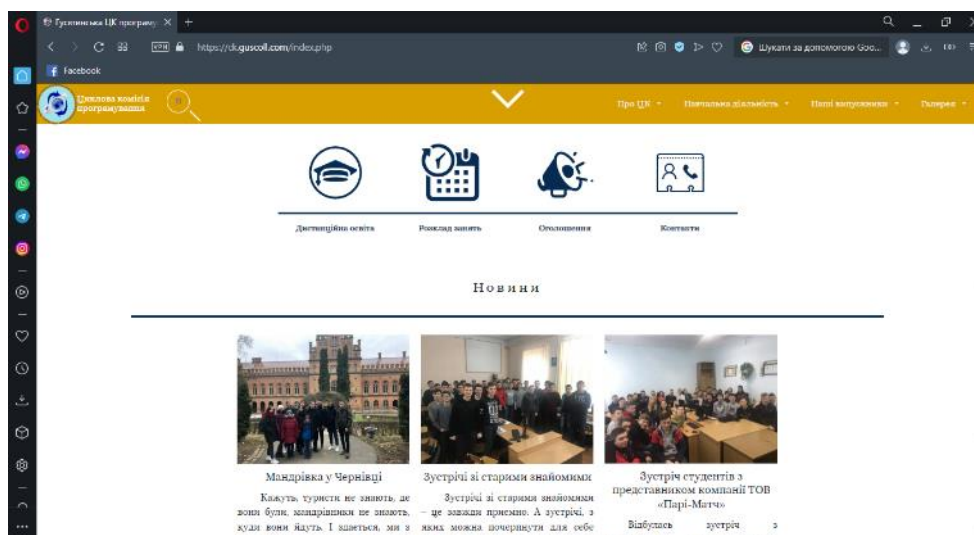 Гусятинська ЦК програму
VPN
https://ck.guscoll.com/index.php
Шукати за допомогою Goo...
Facebook
Циклова комісія
програмування
Про ЦК
Навчальна діяльність
Наші випускники
Галерея
Дистанційна освіта
Розклад занять
Оголошення
Контакти
Новини
Мандрівка у Чернівці
Кажуть, туристи не знають, де
вони були, мандрівники не знають,
куди вони йдуть. І здається, ми з
Зустрічі зі старими знайомими
Зустрічі зі старими знайомими
– це завжди приємно. А зустрічі, з
яких можна почерпнути для себе
Зустріч студентів з
представником компанії ТОВ
«Парі-Матч»
Відбулась зустріч з